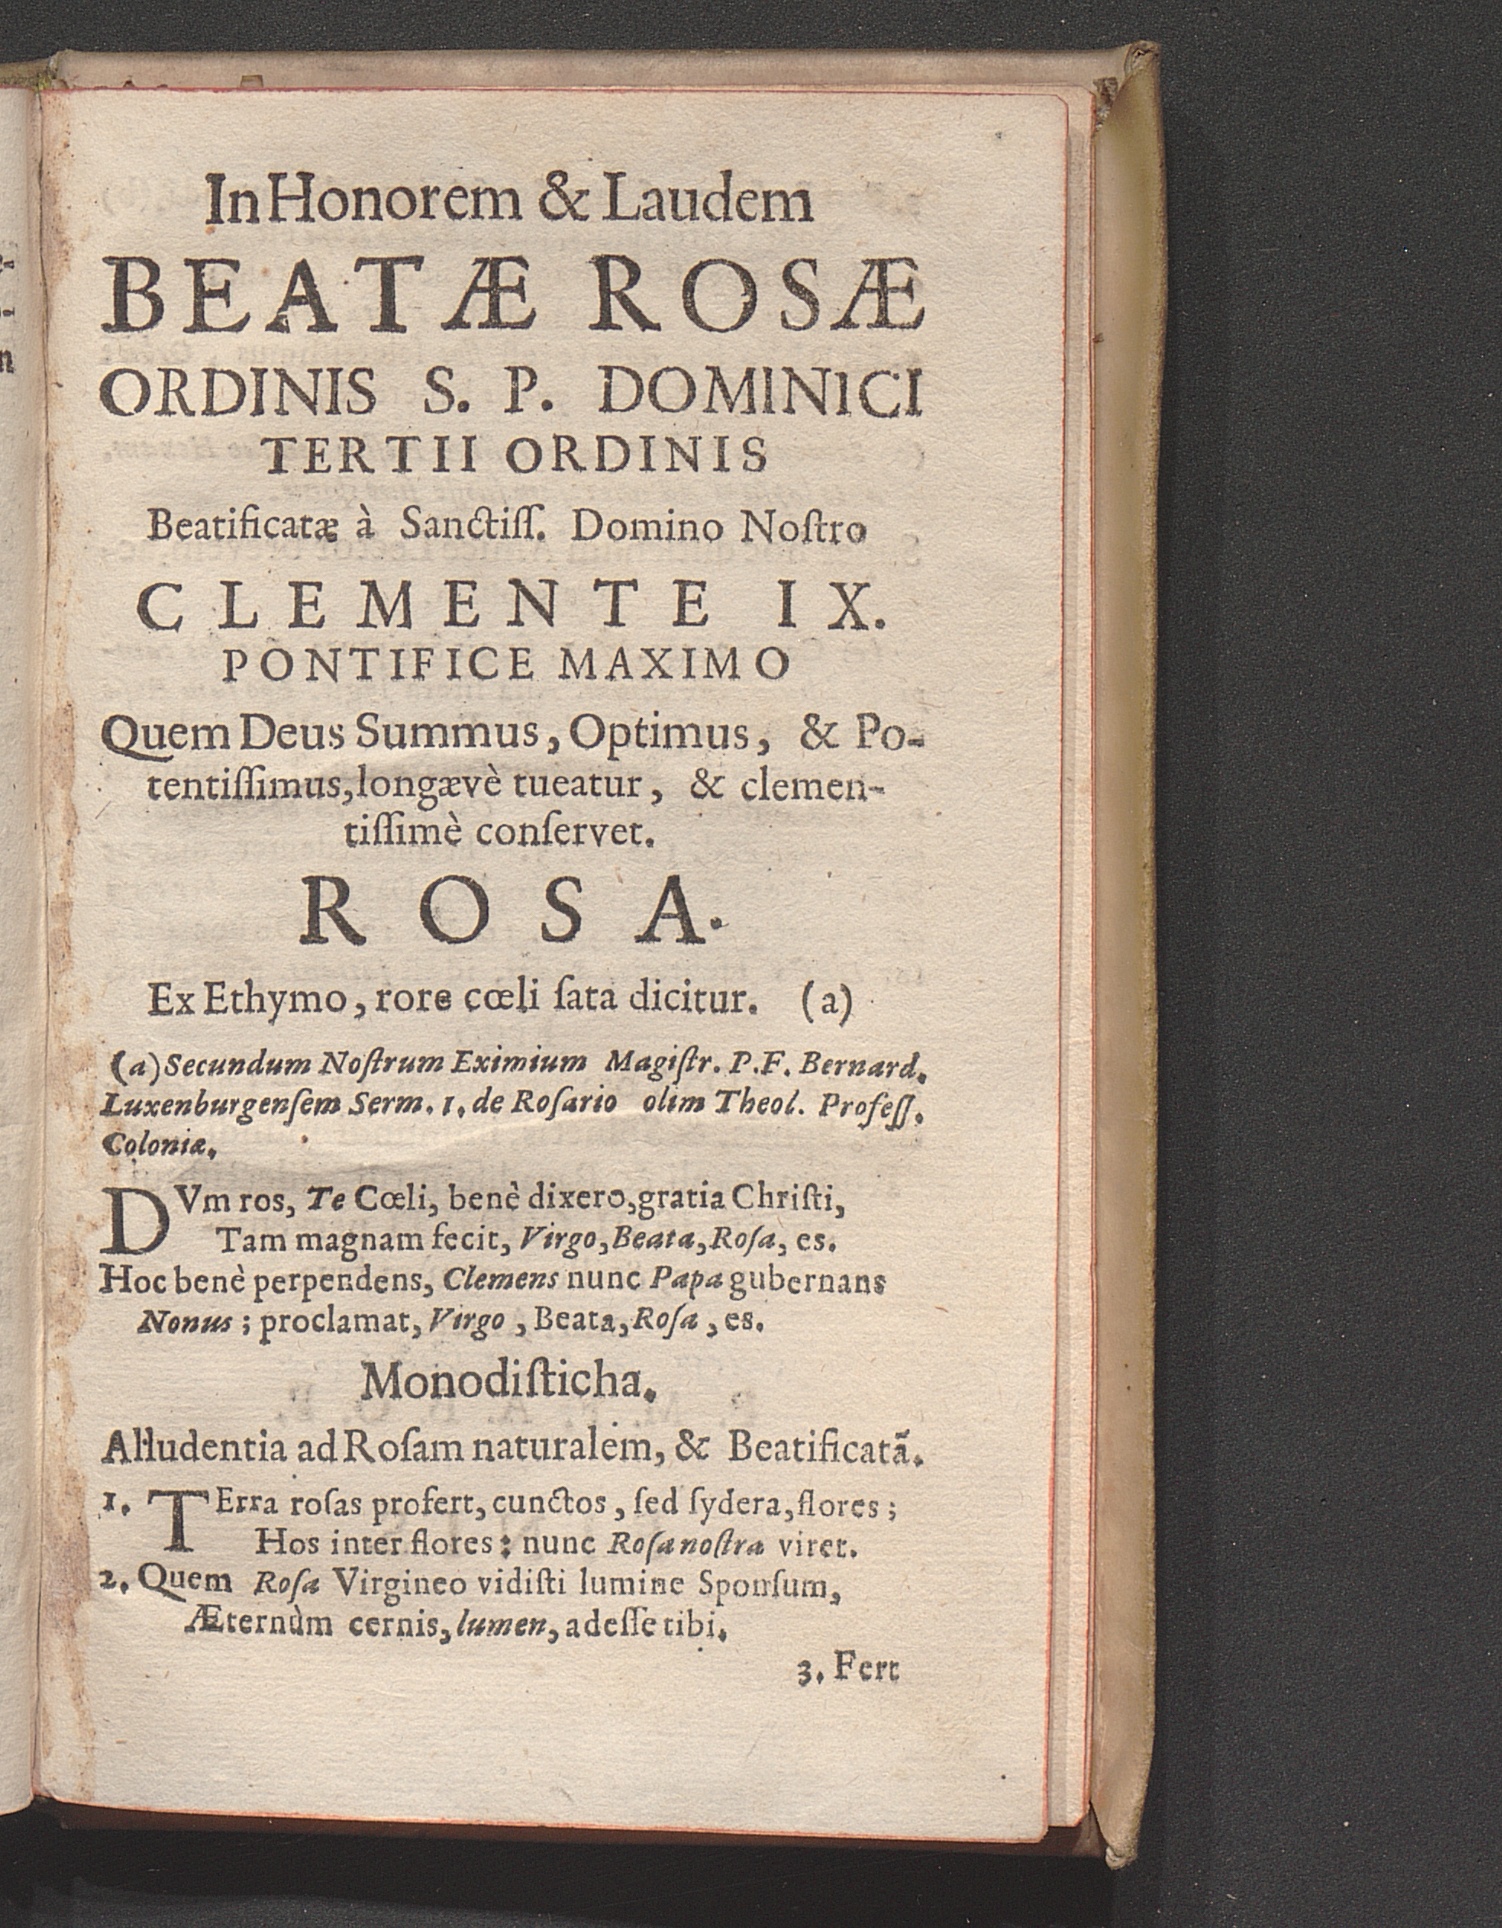 In Honorem & Laudem
BEATÆ ROSÆ
ORDINIS S. P. DOMINICI
TERTII ORDINIS
Beatificatæ à Sanctiſſ. Domino Noſtro
CLEMENTE IX.
PONTIFICE MAXIMO
Quem Deus Summus, Optimus, & Po-
tentiſſimus, longævè tueatur, & clemen-
tiſſimè conſervet.
ROSA.
Ex Ethymo, rore cœli ſata dicitur. (a)
(a) Secundum Noſtrum Eximium Magiſtr. P. F. Bernard.
Luxenburgenſem Serm. 1. de Roſario olim Theol. Profeſſ.
Coloniæ.
DVm ros, Te Cœli, benè dixero, gratia Chriſti,
Tam magnam fecit, Virgo, Beata, Roſa, es.
Hoc benè perpendens, Clemens nunc Papa gubernans
Nonus; proclamat, Virgo, Beata, Roſa, es.
Monodiſticha.
Alludentia ad Roſam naturalem, & Beatificatã.
1. TErra roſas profert, cunctos, ſed ſydera, flores;
Hos inter flores: nunc Roſa noſtra viret.
2. Quem Roſa Virgineo vidiſti lumine Sponſum,
Æternùm cernis, lumen, adeſſe tibi.
3. Fert